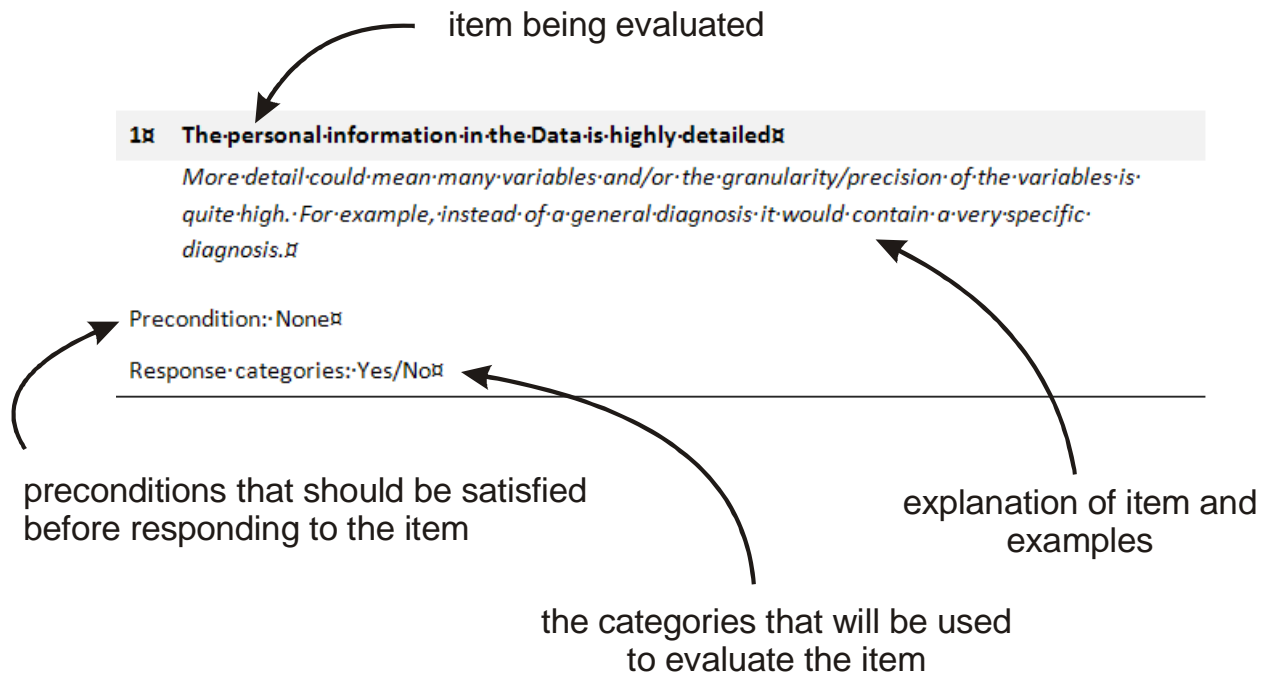 item being evaluated
1¤ The·personal·information·in·the·Data·is·highly·detailed¤
More·detail·could·mean·many·variables·and/or·the·granularity/precision·of·the·variables·is·
quite·high.·For·example,·instead·of·a·general·diagnosis·it·would·contain·a·very·specific·
diagnosis.¤
Precondition:·None¤
Response·categories:·Yes/No¤
preconditions that should be satisfied
before responding to the item
explanation of item and
examples
the categories that will be used
to evaluate the item